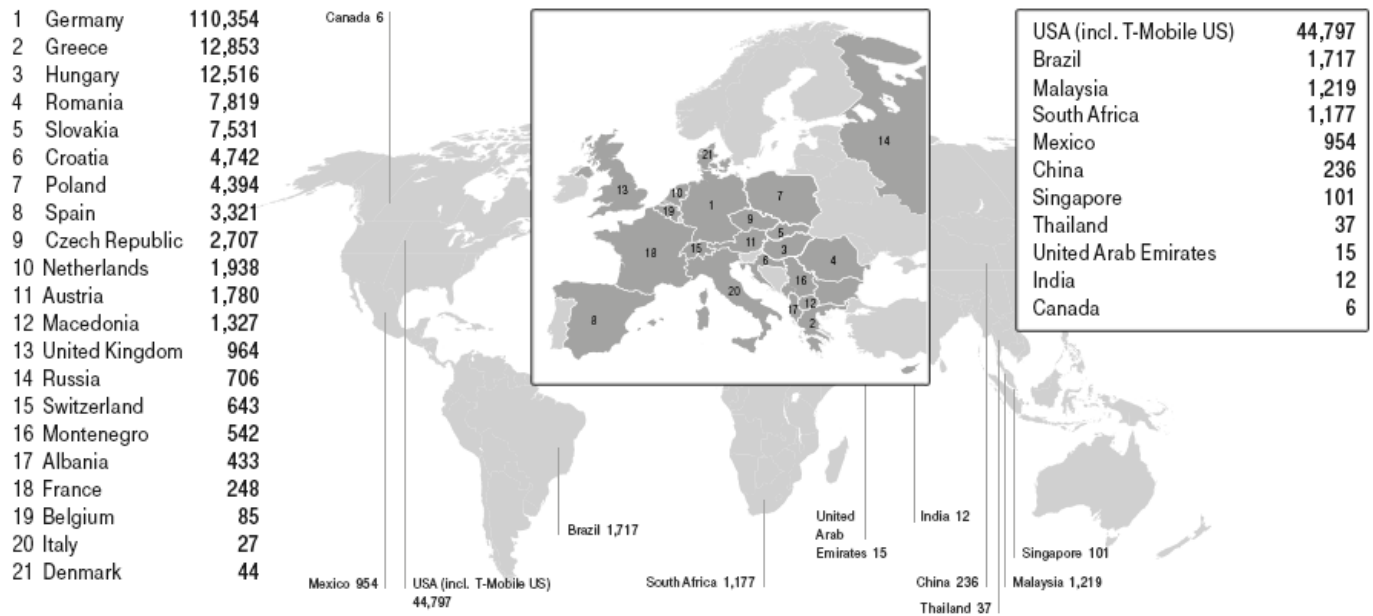 1 Germany 110,354
2 Greece 12,853
3 Hungary 12,516
4 Romania 7,819
5 Slovakia 7,531
6 Croatia 4,742
7 Poland 4,394
8 Spain 3,321
9 Czech Republic 2,707
10 Netherlands 1,938
11 Austria 1,780
12 Macedonia 1,327
13 United Kingdom 964
14 Russia 706
15 Switzerland 643
16 Montenegro 542
17 Albania 433
18 France 248
19 Belgium 85
20 Italy 27
21 Denmark 44
Canada 6
14
21
13
10
7
19
1
9
5
18
15
11
3
6
4
16
20
12
17
8
2
USA (incl. T-Mobile US) 44,797
Brazil 1,717
Malaysia 1,219
South Africa 1,177
Mexico 954
China 236
Singapore 101
Thailand 37
United Arab Emirates 15
India 12
Canada 6
Brazil 1,717
United
Arab
Emirates 15
India 12
Singapore 101
Mexico 954
USA (incl. T-Mobile US)
44,797
South Africa 1,177
China 236
Malaysia 1,219
Thailand 37